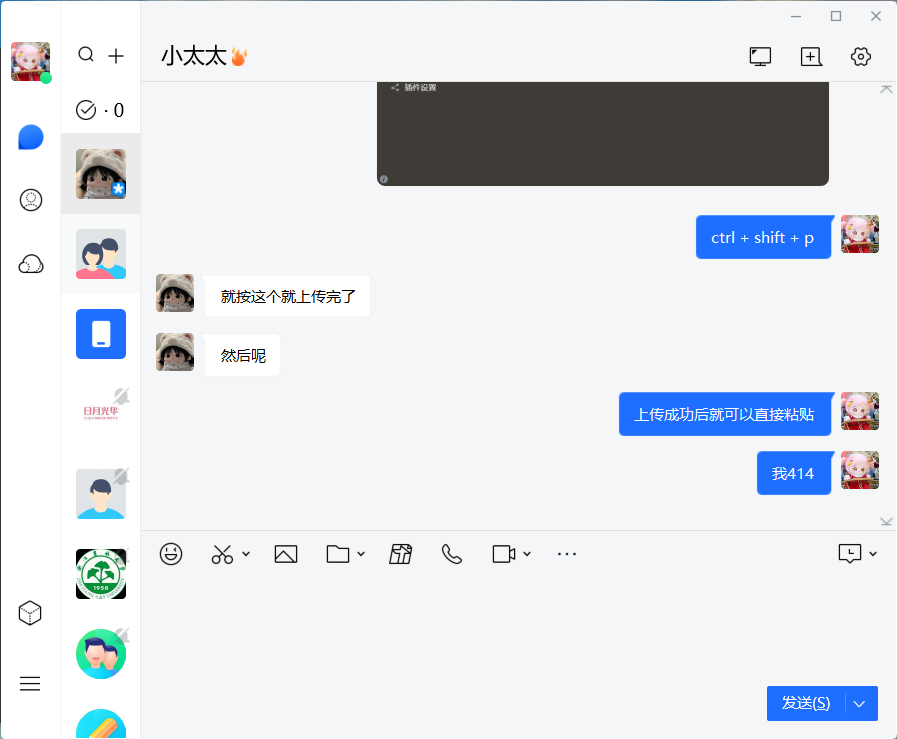 小太太
· 0
插件设置
ctrl + shift + p
就按这个就上传完了
然后呢
日月光华
上传成功后就可以直接粘贴
我414
1958
发送(S)